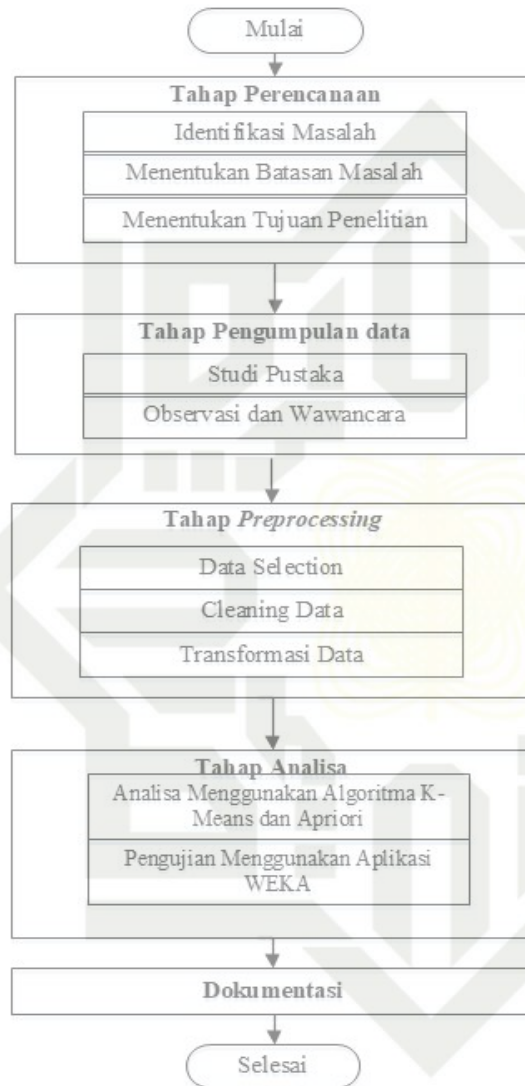 Mulai
Tahap Perencanaan
Identifikasi Masalah
Menentukan Batasan Masalah
Menentukan Tujuan Penelitian
Tahap Pengumpulan data
Studi Pustaka
Observasi dan Wawancara
Tahap Preprocessing
Data Selection
Cleaning Data
Transformasi Data
Tahap Analisa
Analisa Menggunakan Algoritma K-
Means dan Apriori
Pengujian Menggunakan Aplikasi
WEKA
Dokumentasi
Selesai